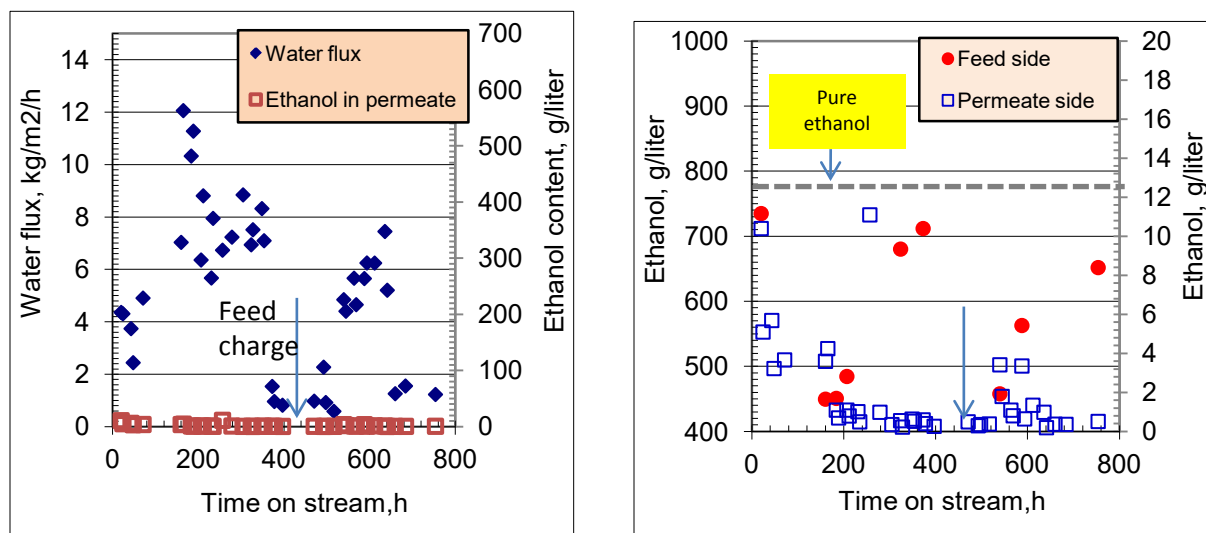 Water flux, kg/m2/h
14
12
10
8
6
4
2
0
Water flux
Ethanol in permeate
Feed
charge
700
600
500
400
300
200
100
0
Ethanol content, g/liter
0 200 400 600 800
Time on stream,h
Ethanol, g/liter
1000
900
800
700
600
500
400
Pure
ethanol
Feed side
Permeate side
20
18
16
14
12
10
8
6
4
2
0
Ethanol, g/liter
0 200 400 600 800
Time on stream,h